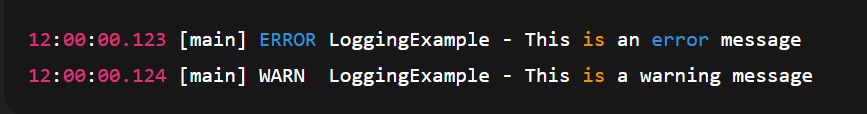 12:00:00.123 [main] ERROR LoggingExample - This is an error message
12:00:00.124 [main] WARN  LoggingExample - This is a warning message